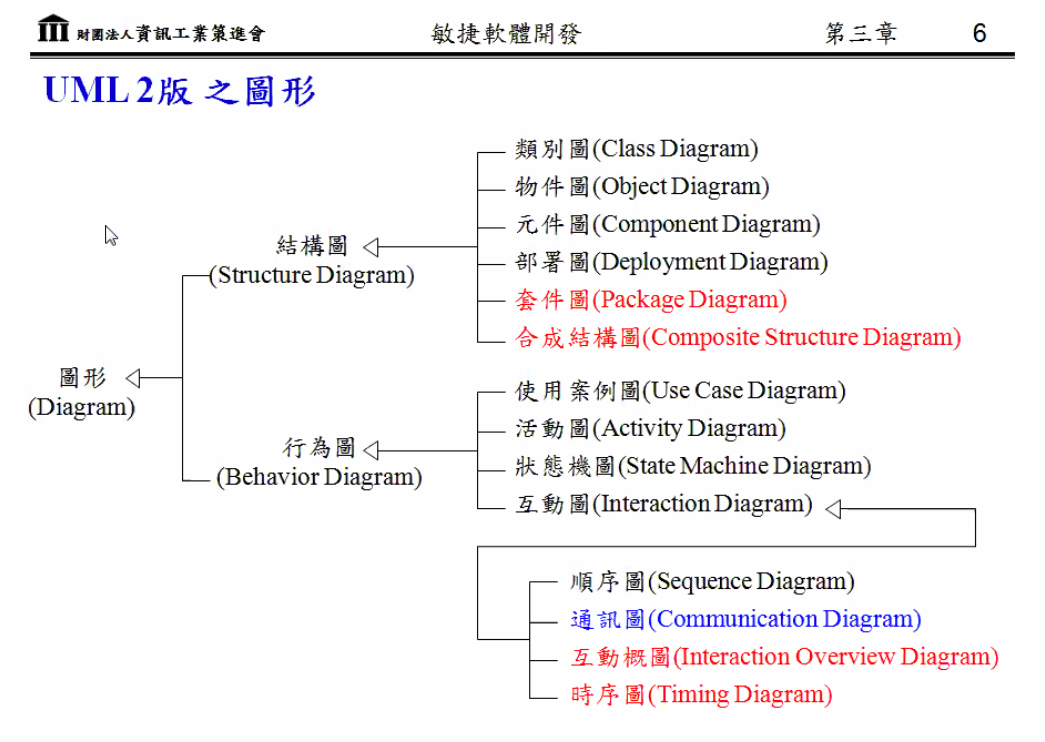 財團法人資訊工業策進會 敏捷軟體開發 第三章 6
UML 2版 之圖形
類別圖(Class Diagram)
物件圖(Object Diagram)
元件圖(Component Diagram)
部署圖(Deployment Diagram)
套件圖(Package Diagram)
合成結構圖(Composite Structure Diagram)
結構圖
(Structure Diagram)
圖形
(Diagram)
行為圖
(Behavior Diagram)
使用案例圖(Use Case Diagram)
活動圖(Activity Diagram)
狀態機圖(State Machine Diagram)
互動圖(Interaction Diagram)
順序圖(Sequence Diagram)
通訊圖(Communication Diagram)
互動概圖(Interaction Overview Diagram)
時序圖(Timing Diagram)